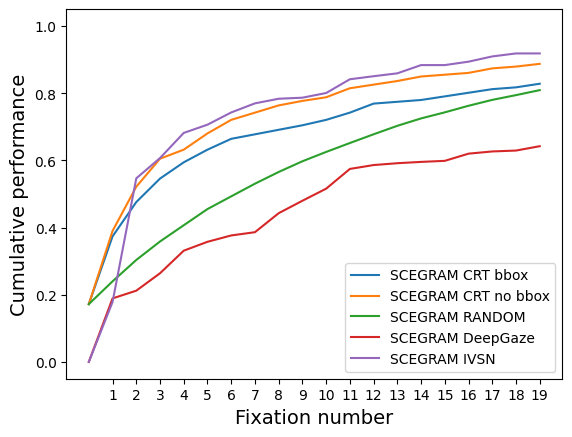 Cumulative performance
1.0
0.8
0.6
0.4
0.2
0.0
SCEGRAM CRT bbox
SCEGRAM CRT no bbox
SCEGRAM RANDOM
SCEGRAM DeepGaze
SCEGRAM IVSN
1 2 3 4 5 6 7 8 9 10 11 12 13 14 15 16 17 18 19
Fixation number